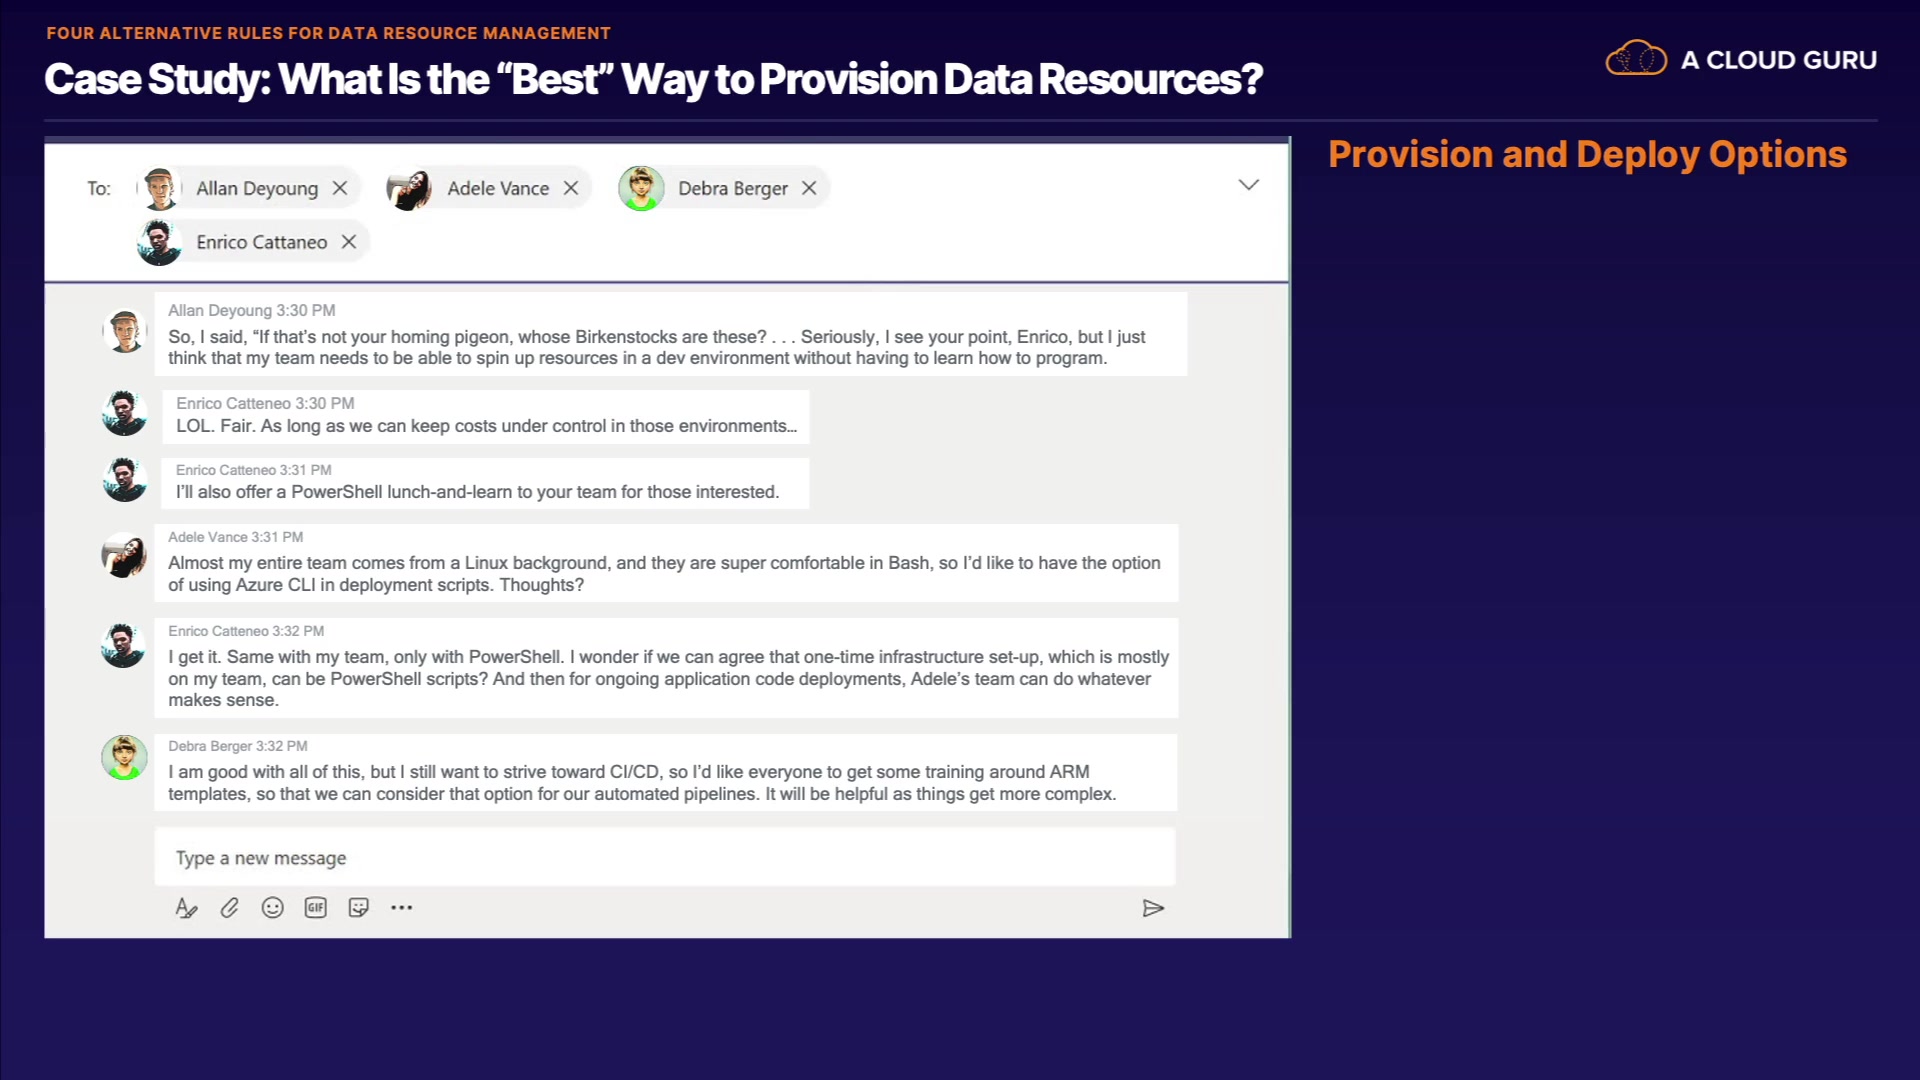 FOUR ALTERNATIVE RULES FOR DATA RESOURCE MANAGEMENT
Case Study: What Is the “Best” Way to Provision Data Resources?
A CLOUD GURU
Provision and Deploy Options
To: Allan Deyoung Adele Vance Debra Berger
Enrico Cattaneo
Allan Deyoung 3:30 PM
So, I said, “If that’s not your homing pigeon, whose Birkenstocks are these? . . . Seriously, I see your point, Enrico, but I just
think that my team needs to be able to spin up resources in a dev environment without having to learn how to program.
Enrico Catteneo 3:30 PM
LOL. Fair. As long as we can keep costs under control in those environments...
Enrico Catteneo 3:31 PM
I’ll also offer a PowerShell lunch-and-learn to your team for those interested.
Adele Vance 3:31 PM
Almost my entire team comes from a Linux background, and they are super comfortable in Bash, so I’d like to have the option
of using Azure CLI in deployment scripts. Thoughts?
Enrico Catteneo 3:32 PM
I get it. Same with my team, only with PowerShell. I wonder if we can agree that one-time infrastructure set-up, which is mostly
on my team, can be PowerShell scripts? And then for ongoing application code deployments, Adele’s team can do whatever
makes sense.
Debra Berger 3:32 PM
I am good with all of this, but I still want to strive toward CI/CD, so I’d like everyone to get some training around ARM
templates, so that we can consider that option for our automated pipelines. It will be helpful as things get more complex.
Type a new message
GIF